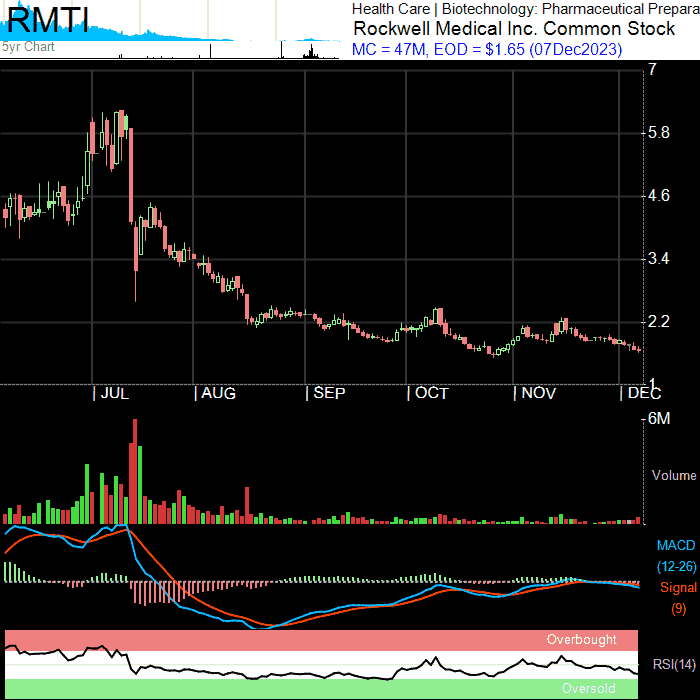 RMTI
Health Care | Biotechnology: Pharmaceutical Prepara
Rockwell Medical Inc. Common Stock
5yr Chart
MC = 47M, EOD = $1.65 (07Dec2023)
7
5.8
4.6
3.4
2.2
1
| JUL | AUG | SEP | OCT | NOV | DEC
6M
Volume
MACD
(12-26)
Signal
(9)
Overbought
RSI(14)
Oversold